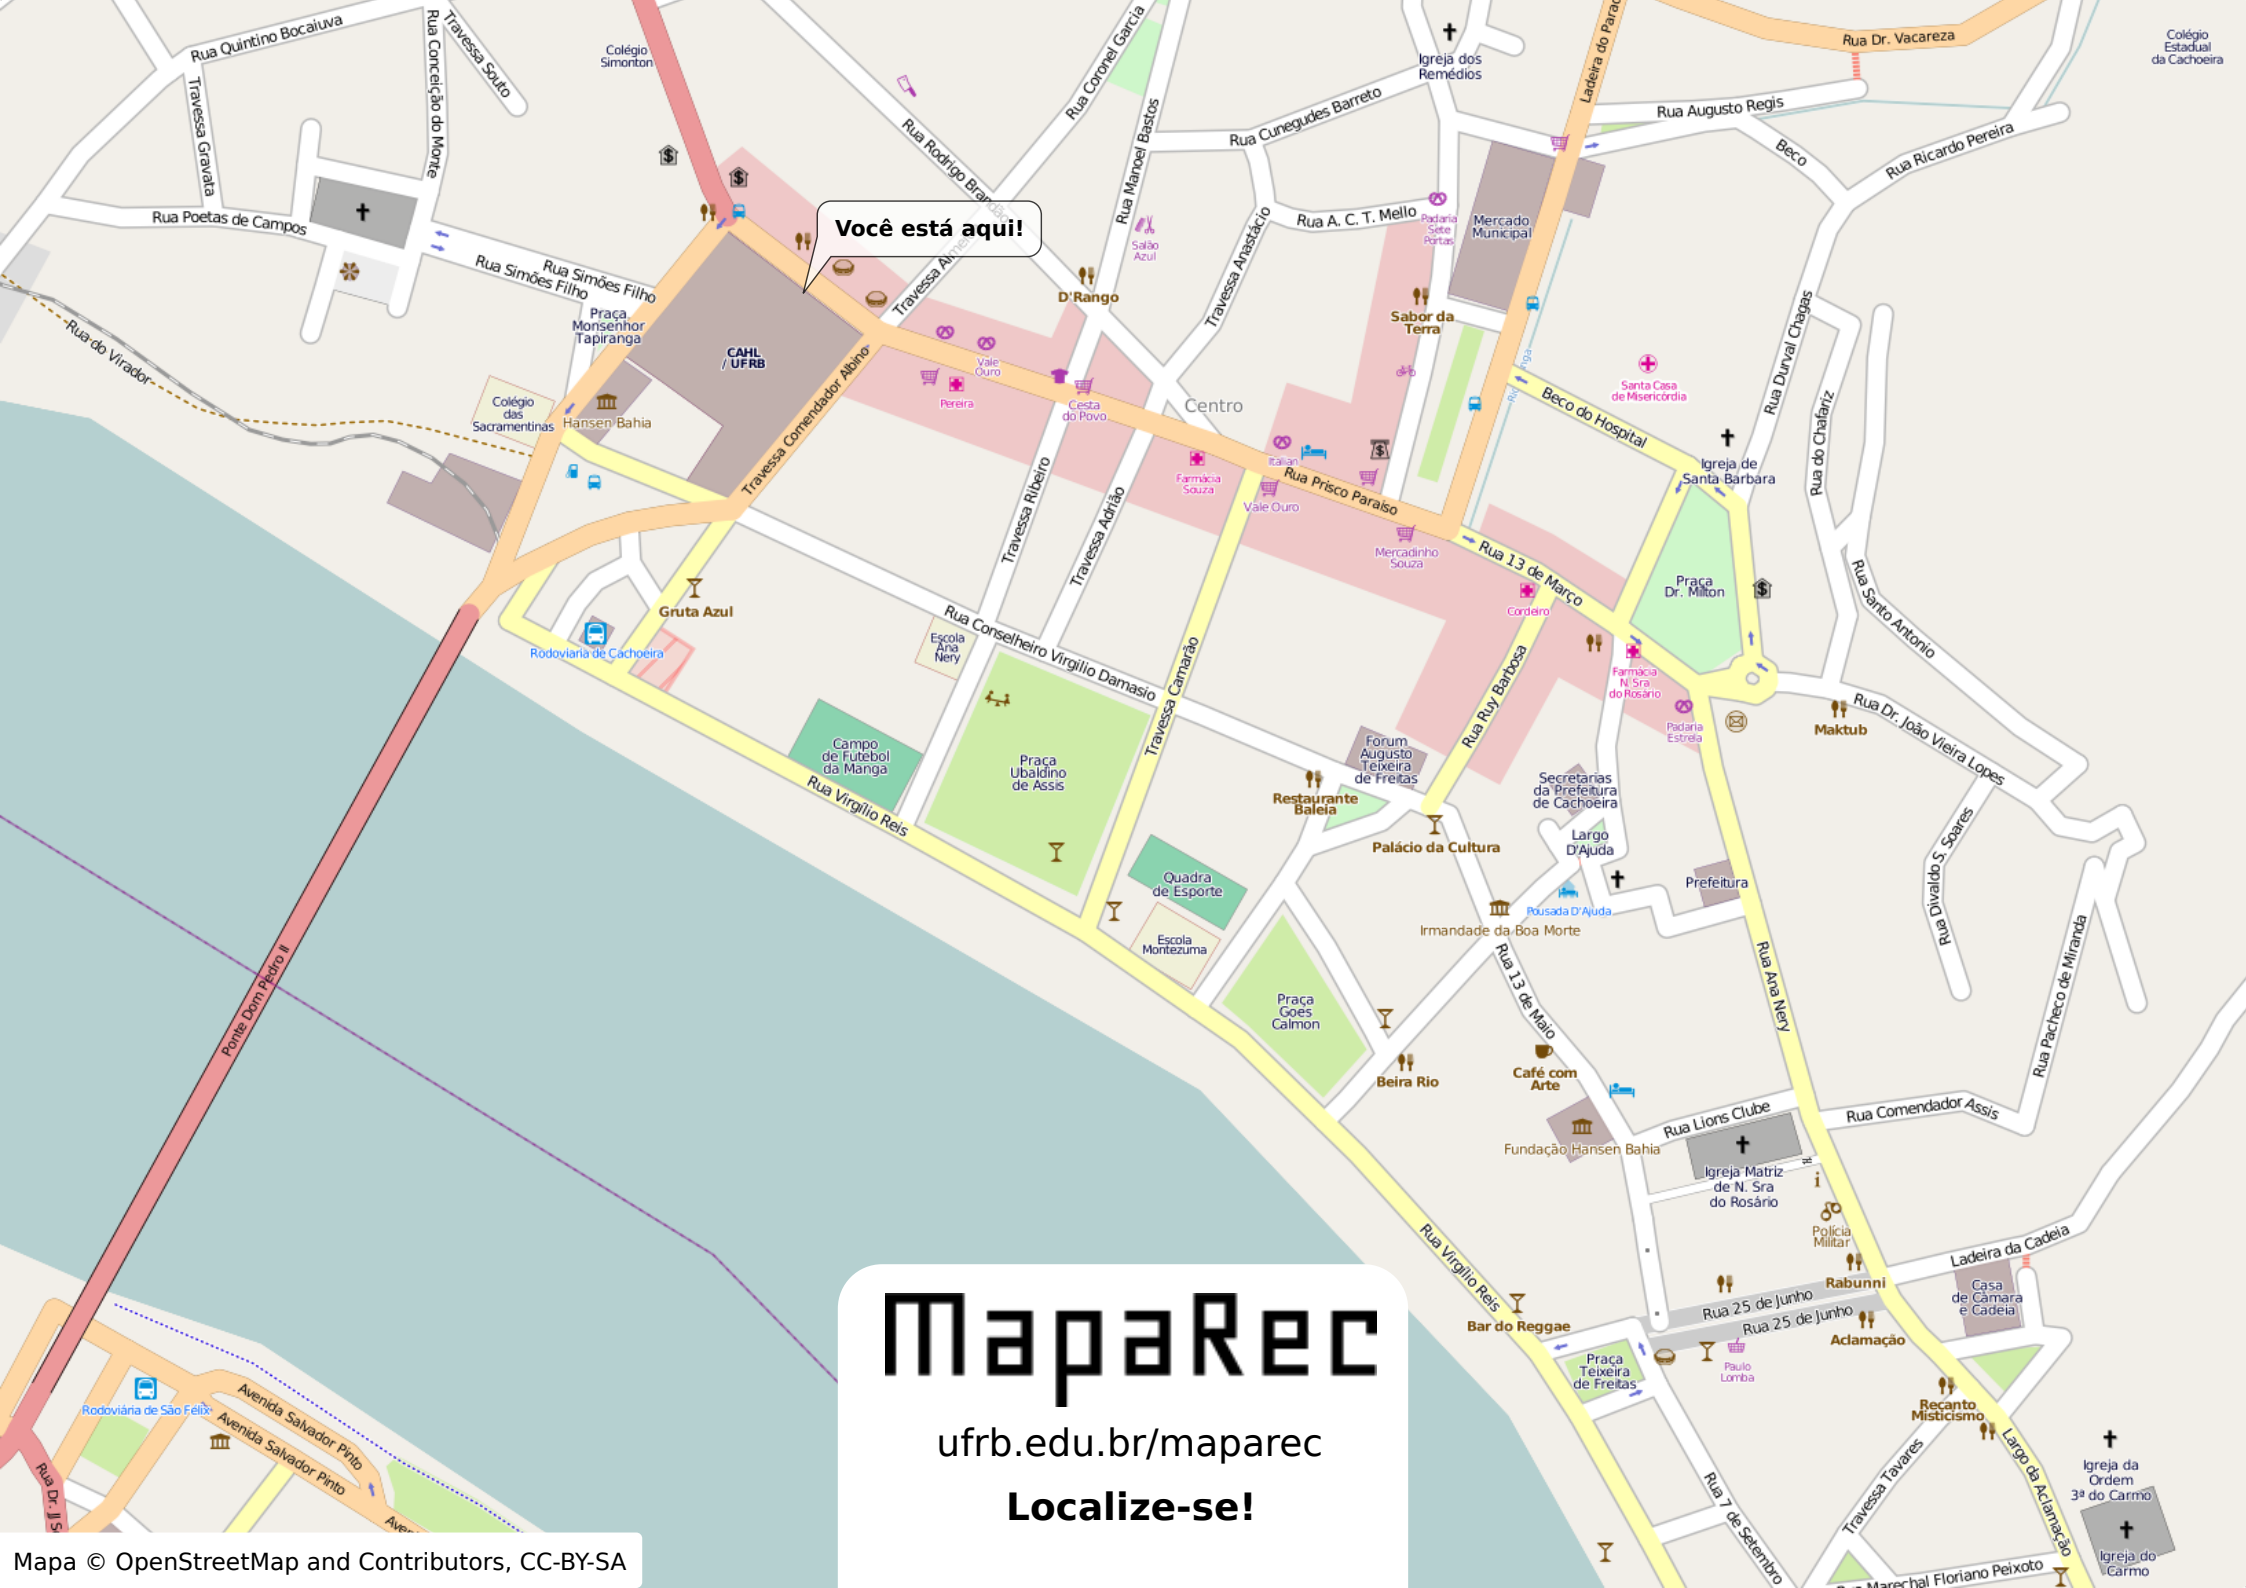 Rua Quintino Bocaiuva
Rua Conceição do Monte
Travessa Souto
Travessa Gravata
Rua Poetas de Campos
Rua Simões Filho
Rua Simões Filho
Rua do Virador
Praça
Monsenhor
Tapiranga
Colégio
Simonton
Colégio
das
Sacramentinas
Hansen Bahia
CAHL
/ UFRB
Você está aqui!
Travessa Comendador Albino
Rua Coronel Garcia
Rua Manoel Bastos
Salão
Azul
D'Rango
Vale
Ouro
Pereira
Cesta
do Povo
Rua Cunegudes Barreto
Rua A. C. T. Mello
Travessa Anastácio
Igreja dos
Remédios
Padaria
Sete
Portas
Mercado
Municipal
Sabor da
Terra
Rua Augusto Regis
Rua Dr. Vacareza
Colégio
Estadual
da Cachoeira
Beco
Rua Ricardo Pereira
Rua Durval Chagas
Rua do Chafariz
Santa Casa
de Misericórdia
Beco do Hospital
Igreja de
Santa Barbara
Centro
Italian
Farmácia
Souza
Vale Ouro
Rua Prisco Paraiso
Mercadinho
Souza
Rua 13 de Março
Cordeiro
Praça
Dr. Milton
Farmácia
N. Sra
do Rosário
Padaria
Estrela
Rua Santo Antonio
Maktub
Rua Dr. João Vieira Lopes
Rua Divaldo S. Soares
Rua Pacheco de Miranda
Travessa Ribeiro
Travessa Adrião
Travessa Camarão
Rua Ruy Barbosa
Rua Conselheiro Virgilio Damasio
Gruta Azul
Rodoviaria de Cachoeira
Escola
Ana
Nery
Campo
de Futebol
da Manga
Praça
Ubaldino
de Assis
Rua Virgílio Reis
Forum
Augusto
Teixeira
de Freitas
Restaurante
Baleia
Palácio da Cultura
Secretarias
da Prefeitura
de Cachoeira
Largo
D'Ajuda
Prefeitura
Pousada D'Ajuda
Irmandade da Boa Morte
Quadra
de Esporte
Escola
Montezuma
Praça
Goes
Calmon
Beira Rio
Rua 13 de Maio
Café com
Arte
Fundação Hansen Bahia
Rua Ana Nery
Rua Lions Clube
Rua Comendador Assis
Igreja Matriz
de N. Sra
do Rosário
Polícia
Militar
Rabunni
Ladeira da Cadeia
Casa
de Câmara
e Cadeia
Rua 25 de Junho
Rua 25 de Junho
Aclamação
Paulo
Lomba
Rua Virgílio Reis
Bar do Reggae
Praça
Teixeira
de Freitas
Recanto
Misticismo
Largo da Aclamação
Travessa Tavares
Rua 7 de Setembro
Igreja da
Ordem
3ª do Carmo
Igreja do
Carmo
Marechal Floriano Peixoto
Ponte Dom Pedro II
Rodoviária de São Félix
Avenida Salvador Pinto
Avenida Salvador Pinto
Rua Dr. JJ
MapaRec
ufrb.edu.br/maparec
Localize-se!
Mapa © OpenStreetMap and Contributors, CC-BY-SA